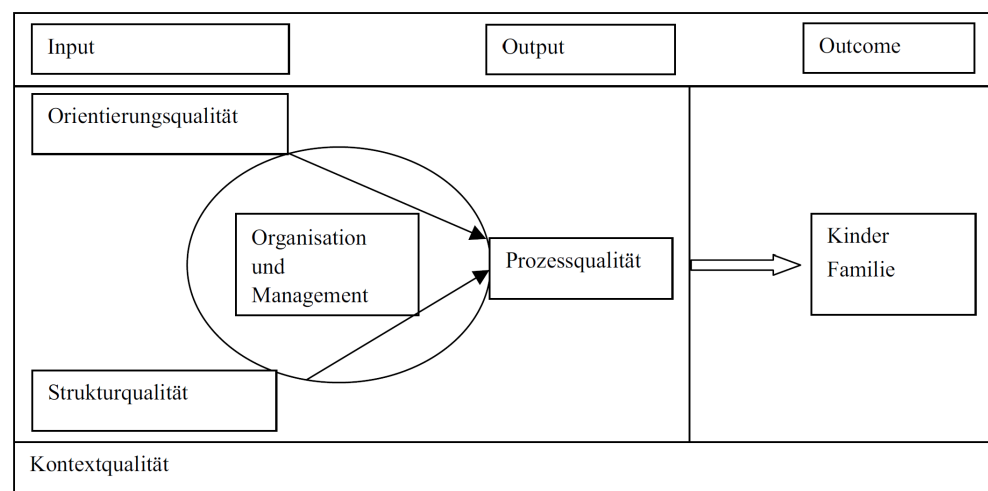 Input
Output
Outcome
Orientierungsqualität
Organisation
und
Management
Prozessqualität
Kinder
Familie
Strukturqualität
Kontextqualität